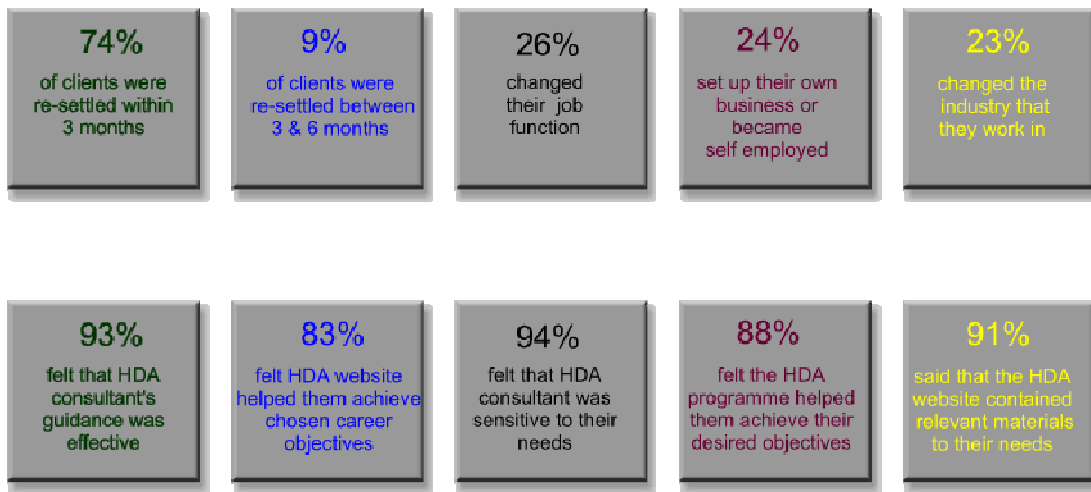 74%
of clients were
re-settled within
3 months
9%
of clients were
re-settled between
3 & 6 months
26%
changed
their job
function
24%
set up their own
business or
became
self employed
23%
changed the
industry that
they work in
93%
felt that HDA
consultant's
guidance was
effective
83%
felt HDA website
helped them achieve
chosen career
objectives
94%
felt that HDA
consultant was
sensitive to their
needs
88%
felt the HDA
programme helped
them achieve their
desired objectives
91%
said that the HDA
website contained
relevant materials
to their needs